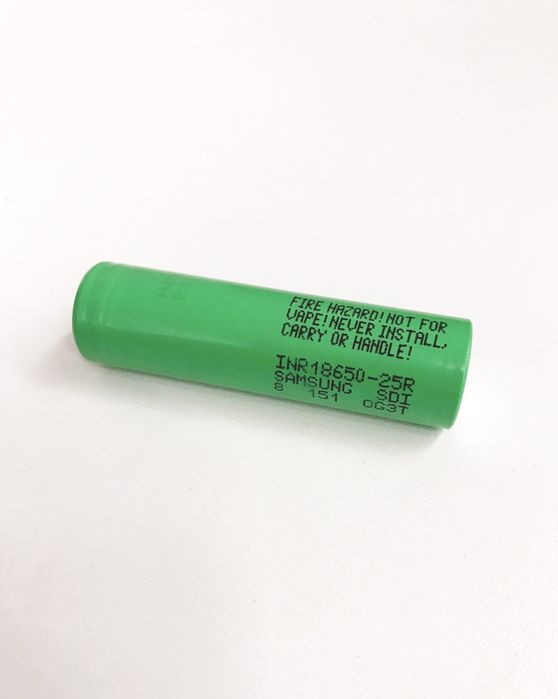 FIRE HAZARD!NOT FOR
VAPE!NEVER INSTALL,
CARRY OR HANDLE!
INR18650-25R
SAMSUNG SDI
8 151 OG3T